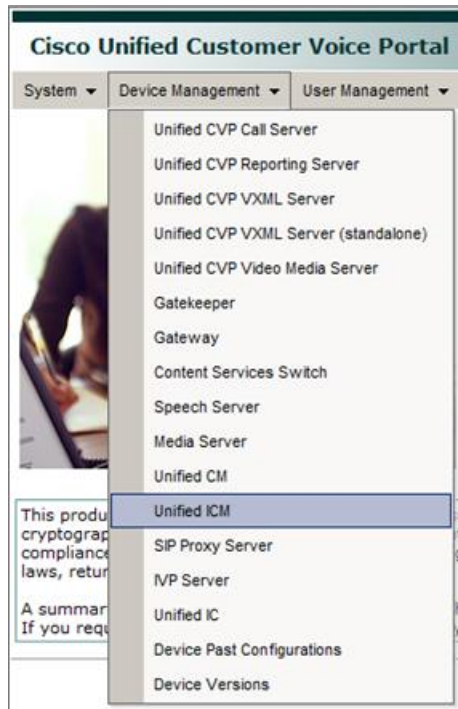 Cisco Unified Customer Voice Portal
System Device Management User Management
Unified CVP Call Server
Unified CVP Reporting Server
Unified CVP VXML Server
Unified CVP VXML Server (standalone)
Unified CVP Video Media Server
Gatekeeper
Gateway
Content Services Switch
Speech Server
Media Server
Unified CM
Unified ICM
SIP Proxy Server
IVP Server
Unified IC
Device Past Configurations
Device Versions
This produ
cryptograp
compliance
laws, retur
A summar
If you requ